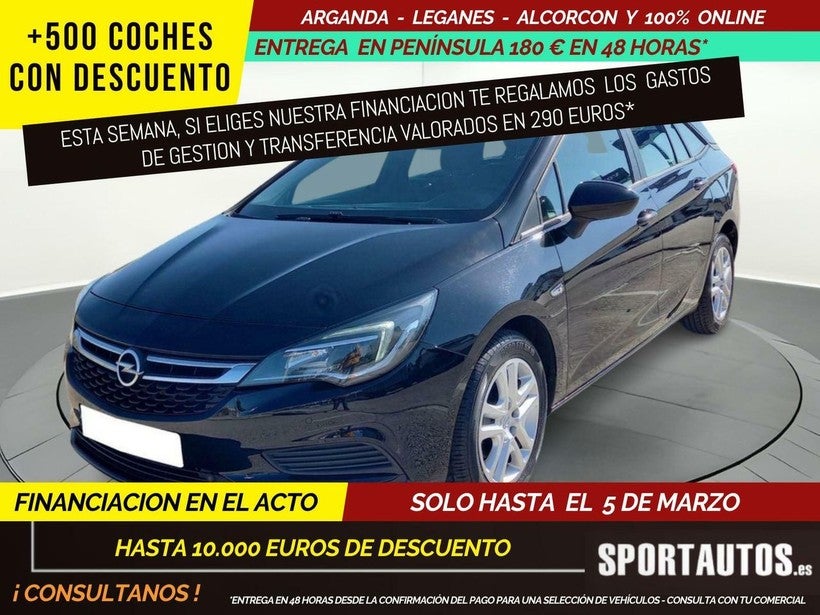 +500 COCHES
CON DESCUENTO
ARGANDA - LEGANES - ALCORCON Y 100% ONLINE
ENTREGA EN PENÍNSULA 180 € EN 48 HORAS*
ESTA SEMANA, SI ELIGES NUESTRA FINANCIACION TE REGALAMOS LOS GASTOS
DE GESTION Y TRANSFERENCIA VALORADOS EN 290 EUROS*
FINANCIACION EN EL ACTO
SOLO HASTA EL 5 DE MARZO
HASTA 10.000 EUROS DE DESCUENTO
SPORTAUTOS.es
¡ CONSULTANOS !
*ENTREGA EN 48 HORAS DESDE LA CONFIRMACIÓN DEL PAGO PARA UNA SELECCIÓN DE VEHÍCULOS - CONSULTA CON TU COMERCIAL